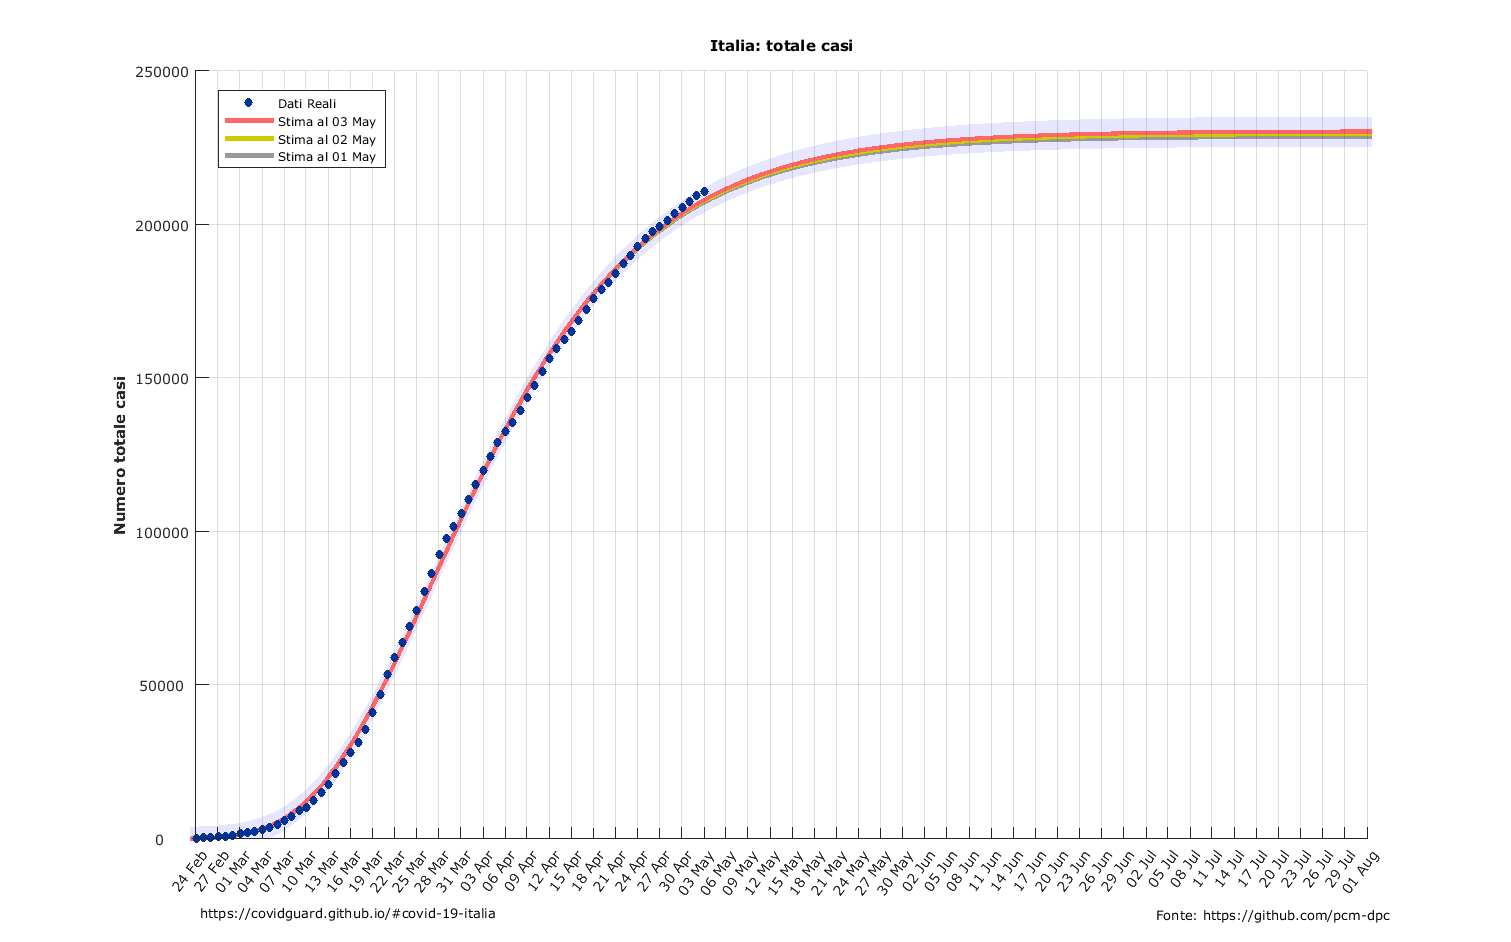 Italia: totale casi
250000
200000
150000
100000
50000
0
Numero totale casi
Dati Reali
Stima al 03 May
Stima al 02 May
Stima al 01 May
24 Feb
27 Feb
01 Mar
04 Mar
07 Mar
10 Mar
13 Mar
16 Mar
19 Mar
22 Mar
25 Mar
28 Mar
31 Mar
03 Apr
06 Apr
09 Apr
12 Apr
15 Apr
18 Apr
21 Apr
24 Apr
27 Apr
30 Apr
03 May
06 May
09 May
12 May
15 May
18 May
21 May
24 May
27 May
30 May
02 Jun
05 Jun
08 Jun
11 Jun
14 Jun
17 Jun
20 Jun
23 Jun
26 Jun
29 Jun
02 Jul
05 Jul
08 Jul
11 Jul
14 Jul
17 Jul
20 Jul
23 Jul
26 Jul
29 Jul
01 Aug
https://covidguard.github.io/#covid-19-italia
Fonte: https://github.com/pcm-dpc